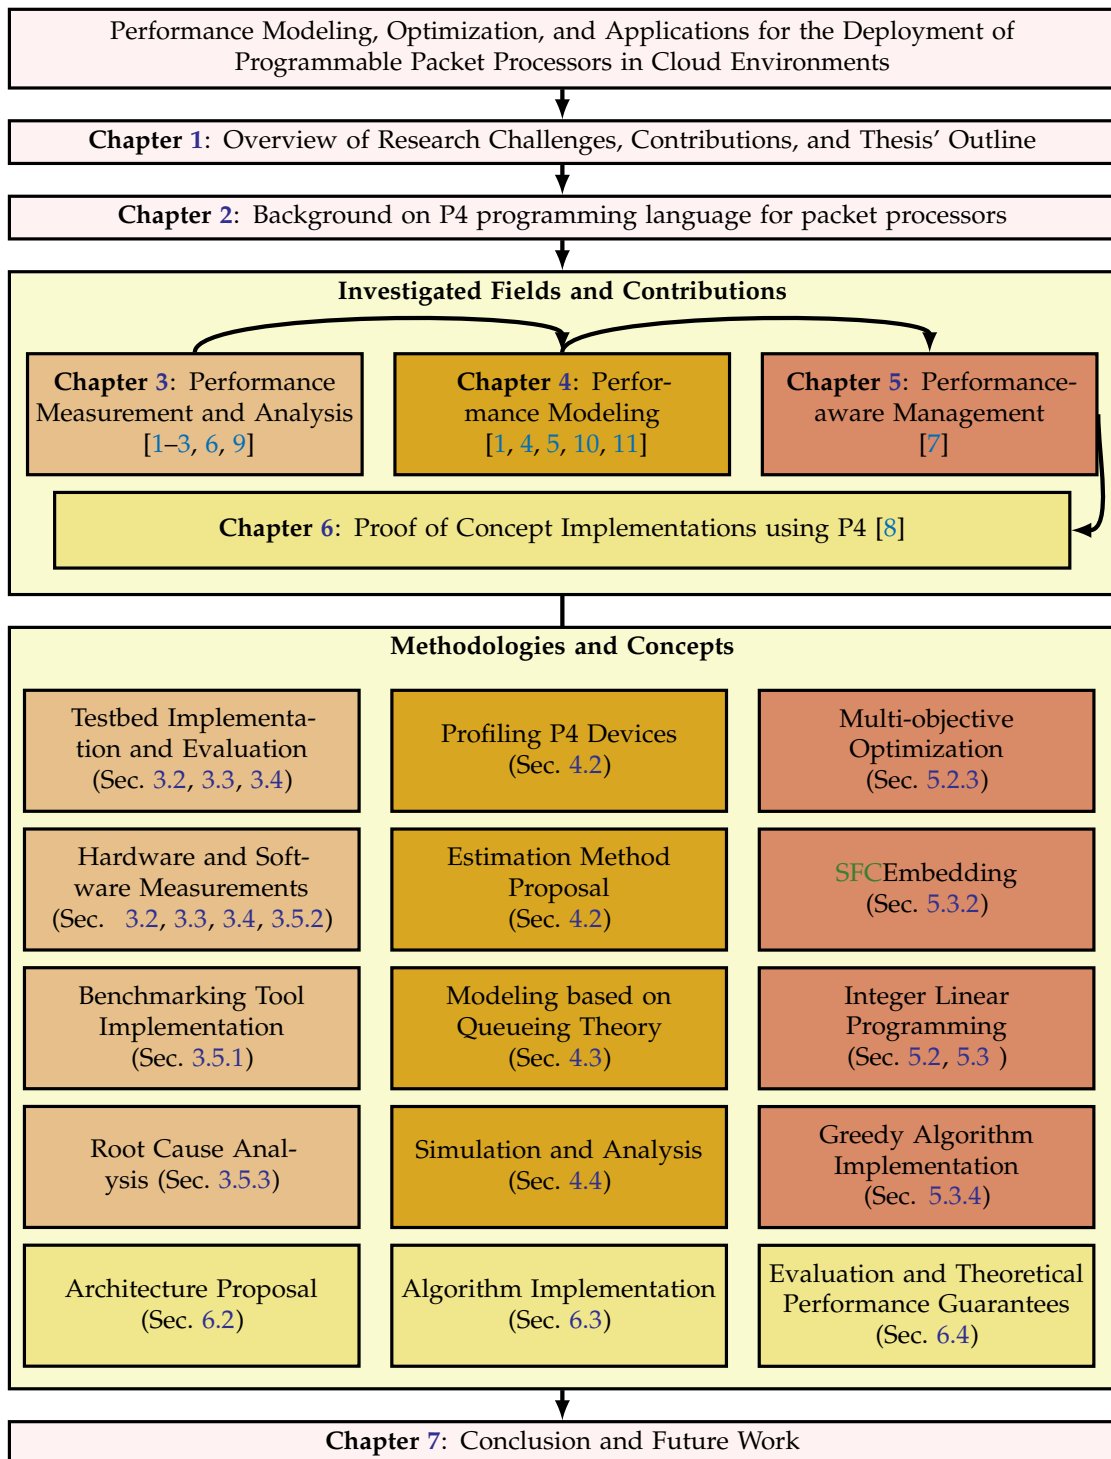 Performance Modeling, Optimization, and Applications for the Deployment of
Programmable Packet Processors in Cloud Environments
Chapter 1: Overview of Research Challenges, Contributions, and Thesis' Outline
Chapter 2: Background on P4 programming language for packet processors
Investigated Fields and Contributions
Chapter 3: Performance
Measurement and Analysis
[1–3, 6, 9]
Chapter 4: Perfor-
mance Modeling
[1, 4, 5, 10, 11]
Chapter 5: Performance-
aware Management
[7]
Chapter 6: Proof of Concept Implementations using P4 [8]
Methodologies and Concepts
Testbed Implementa-
tion and Evaluation
(Sec. 3.2, 3.3, 3.4)
Profiling P4 Devices
(Sec. 4.2)
Multi-objective
Optimization
(Sec. 5.2.3)
Hardware and Soft-
ware Measurements
(Sec. 3.2, 3.3, 3.4, 3.5.2)
Estimation Method
Proposal
(Sec. 4.2)
SFCEmbedding
(Sec. 5.3.2)
Benchmarking Tool
Implementation
(Sec. 3.5.1)
Modeling based on
Queueing Theory
(Sec. 4.3)
Integer Linear
Programming
(Sec. 5.2, 5.3 )
Root Cause Anal-
ysis (Sec. 3.5.3)
Simulation and Analysis
(Sec. 4.4)
Greedy Algorithm
Implementation
(Sec. 5.3.4)
Architecture Proposal
(Sec. 6.2)
Algorithm Implementation
(Sec. 6.3)
Evaluation and Theoretical
Performance Guarantees
(Sec. 6.4)
Chapter 7: Conclusion and Future Work